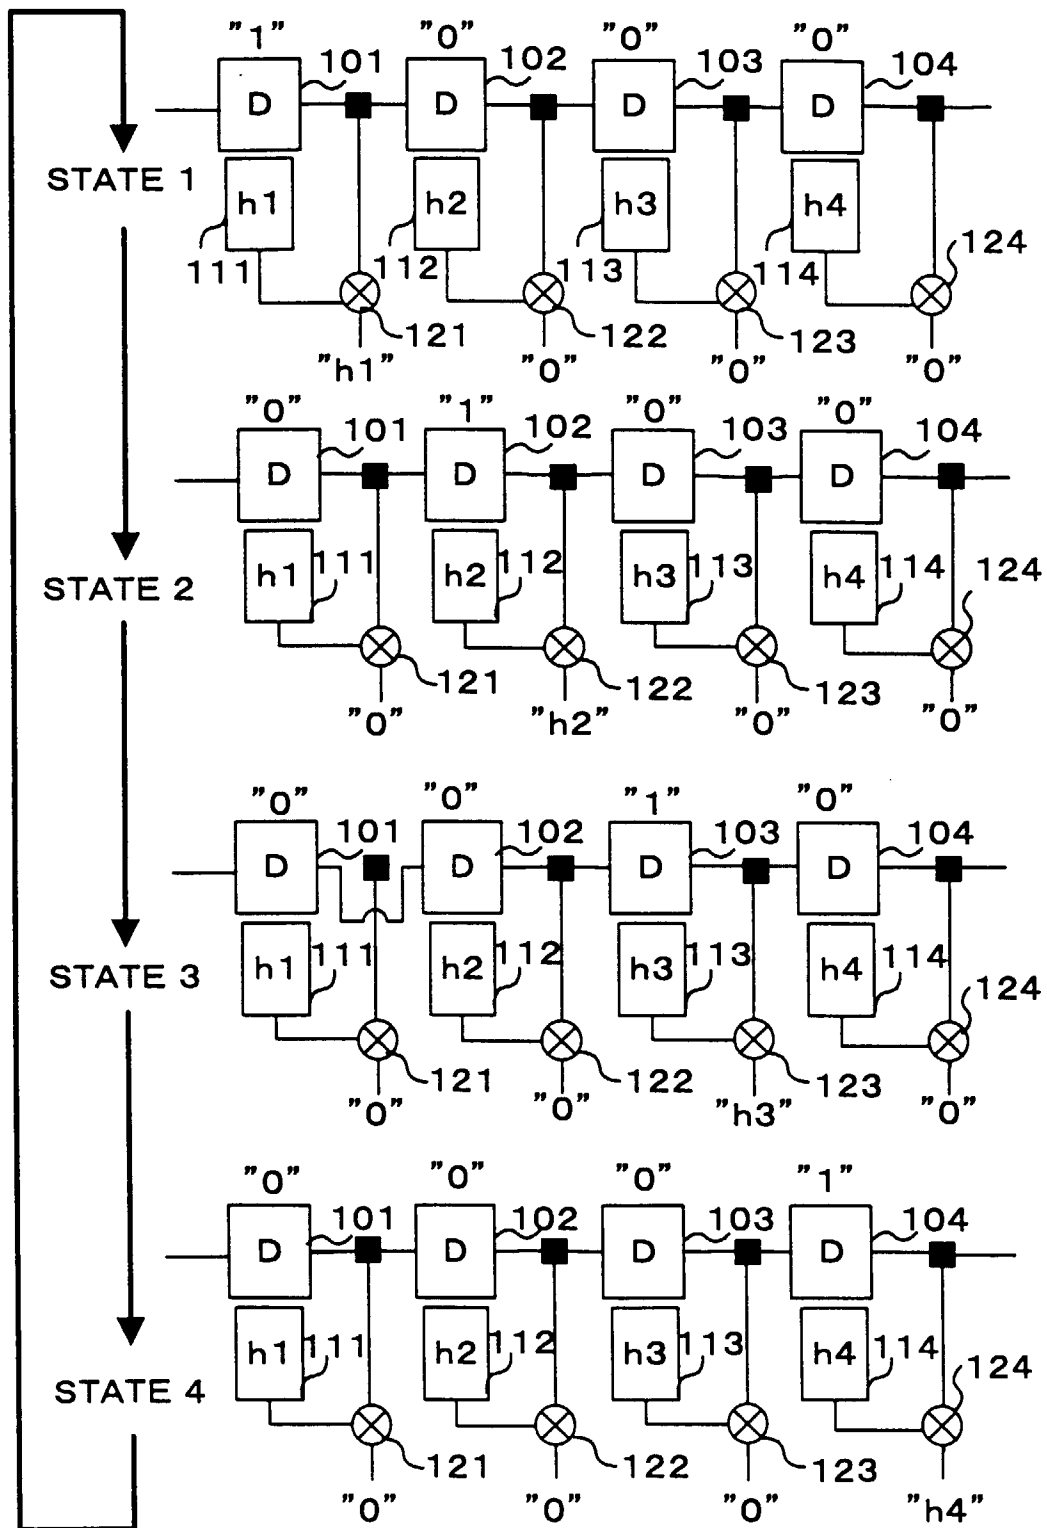 "1" "0" "0" "0"
101 102 103 104
D D D D
STATE 1
h1 h2 h3 h4
111 112 113 114 124
121 122 123
"h1" "0" "0" "0"
"0" "1" "0" "0"
101 102 103 104
D D D D
STATE 2
h1 111 h2 112 h3 113 h4 114 124
121 122 123
"0" "h2" "0" "0"
"0" "0" "1" "0"
101 102 103 104
D D D D
STATE 3
h1 111 h2 112 h3 113 h4 114 124
121 122 123
"0" "0" "h3" "0"
"0" "0" "0" "1"
101 102 103 104
D D D D
STATE 4
h1 111 h2 112 h3 113 h4 114 124
121 122 123
"0" "0" "0" "h4"